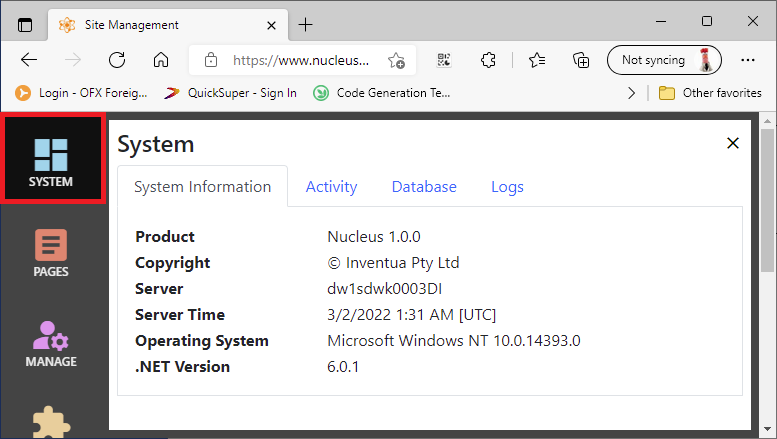 Site Management
https://www.nucleus...
Not syncing
Login - OFX Foreig...
QuickSuper - Sign In
Code Generation Te...
Other favorites
SYSTEM
PAGES
MANAGE
System
System Information Activity Database Logs
Product Nucleus 1.0.0
Copyright © Inventua Pty Ltd
Server dw1sdwk0003DI
Server Time 3/2/2022 1:31 AM [UTC]
Operating System Microsoft Windows NT 10.0.14393.0
.NET Version 6.0.1